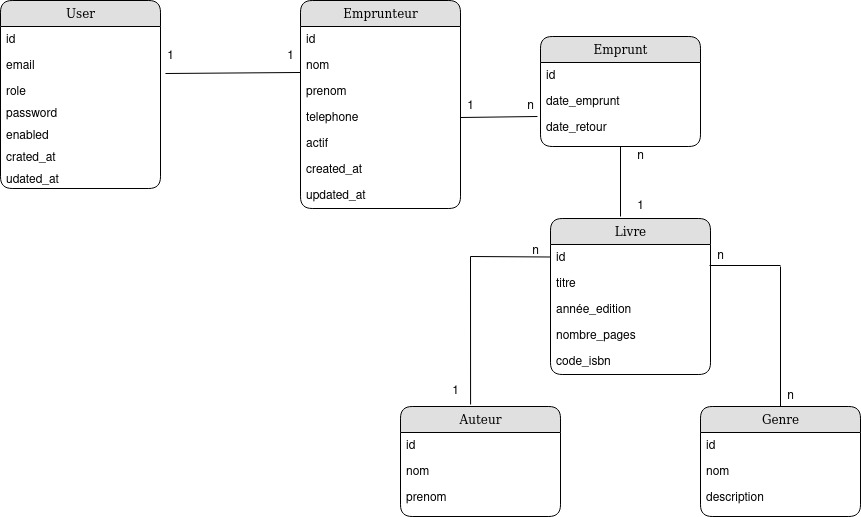 User
id
email
role
password
enabled
crated_at
udated_at
1
1
Emprunteur
id
nom
prenom
telephone
actif
created_at
updated_at
1
n
Emprunt
id
date_emprunt
date_retour
n
1
Livre
id
titre
année_edition
nombre_pages
code_isbn
n
1
n
n
Auteur
id
nom
prenom
Genre
id
nom
description